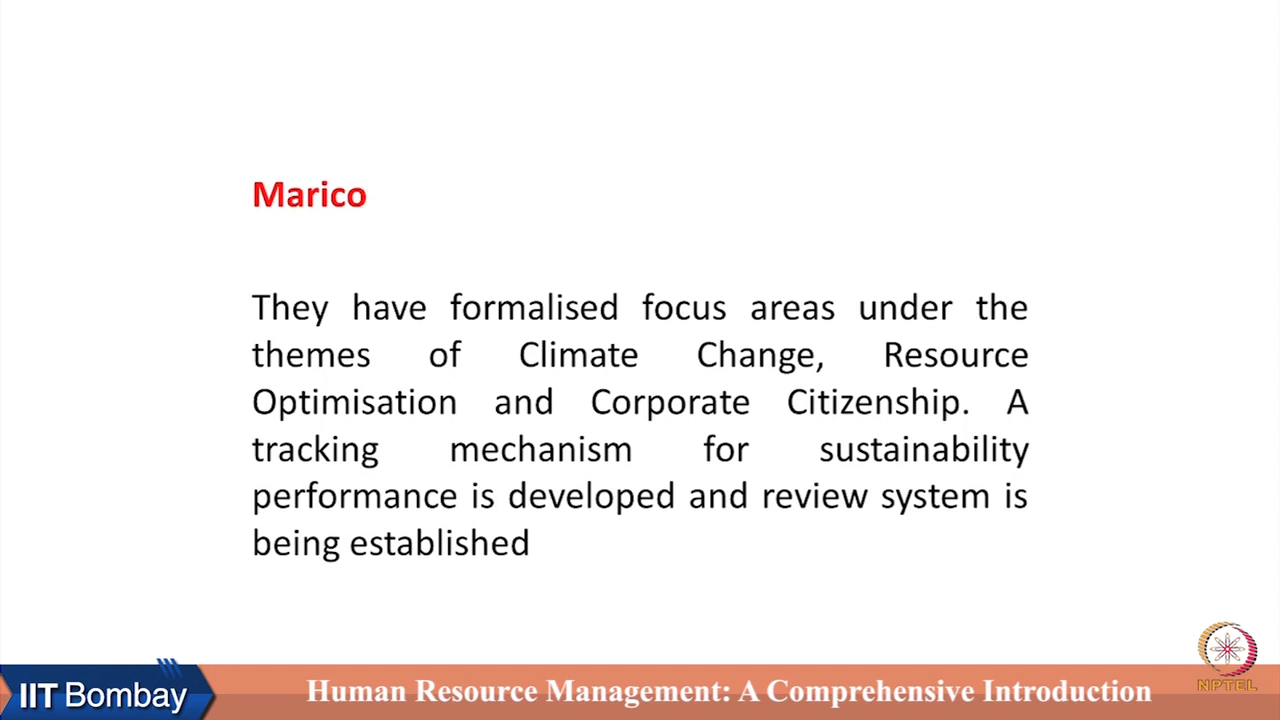 Marico
They have formalised focus areas under the
themes of Climate Change, Resource
Optimisation and Corporate Citizenship. A
tracking mechanism for sustainability
performance is developed and review system is
being established
NPTEL
IIT Bombay
Human Resource Management: A Comprehensive Introduction